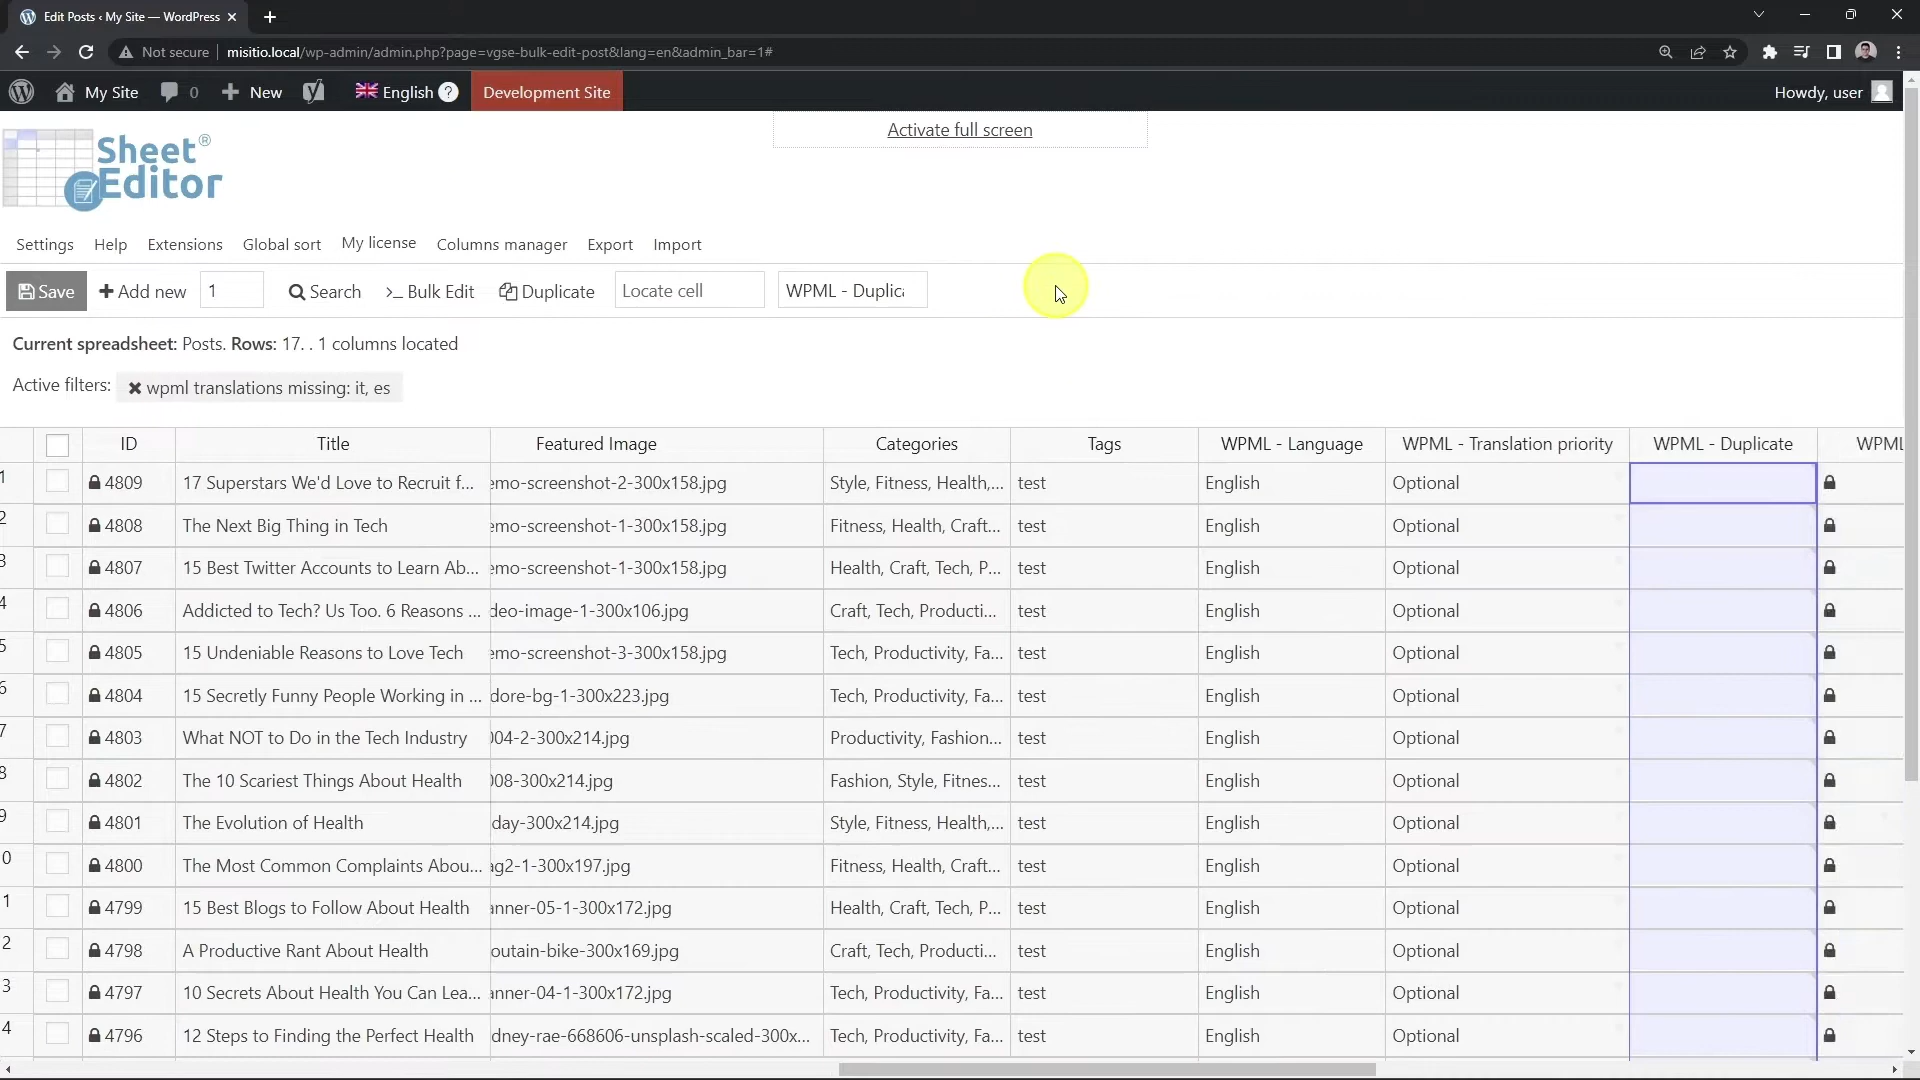 Edit Posts ‹ My Site — WordPress
Not secure misitio.local/wp-admin/admin.php?page=vgse-bulk-edit-post&lang=en&admin_bar=1#
My Site 0 New English ? Development Site Howdy, user
Activate full screen
Sheet®
Editor
Settings Help Extensions Global sort My license Columns manager Export Import
Save Add new 1 Search Bulk Edit Duplicate Locate cell WPML - Duplic
Current spreadsheet: Posts. Rows: 17. . 1 columns located
Active filters: wpml translations missing: it, es
ID Title Featured Image Categories Tags WPML - Language WPML - Translation priority WPML - Duplicate WPML
1 4809 17 Superstars We'd Love to Recruit f... emo-screenshot-2-300x158.jpg Style, Fitness, Health,... test English Optional
2 4808 The Next Big Thing in Tech emo-screenshot-1-300x158.jpg Fitness, Health, Craft... test English Optional
3 4807 15 Best Twitter Accounts to Learn Ab... emo-screenshot-1-300x158.jpg Health, Craft, Tech, P... test English Optional
4 4806 Addicted to Tech? Us Too. 6 Reasons ... deo-image-1-300x106.jpg Craft, Tech, Producti... test English Optional
5 4805 15 Undeniable Reasons to Love Tech emo-screenshot-3-300x158.jpg Tech, Productivity, Fa... test English Optional
6 4804 15 Secretly Funny People Working in ... dore-bg-1-300x223.jpg Tech, Productivity, Fa... test English Optional
7 4803 What NOT to Do in the Tech Industry 004-2-300x214.jpg Productivity, Fashion... test English Optional
8 4802 The 10 Scariest Things About Health 008-300x214.jpg Fashion, Style, Fitnes... test English Optional
9 4801 The Evolution of Health day-300x214.jpg Style, Fitness, Health,... test English Optional
0 4800 The Most Common Complaints Abou... ag2-1-300x197.jpg Fitness, Health, Craft... test English Optional
1 4799 15 Best Blogs to Follow About Health anner-05-1-300x172.jpg Health, Craft, Tech, P... test English Optional
2 4798 A Productive Rant About Health outain-bike-300x169.jpg Craft, Tech, Producti... test English Optional
3 4797 10 Secrets About Health You Can Lea... anner-04-1-300x172.jpg Tech, Productivity, Fa... test English Optional
4 4796 12 Steps to Finding the Perfect Health dney-rae-668606-unsplash-scaled-300x... Tech, Productivity, Fa... test English Optional